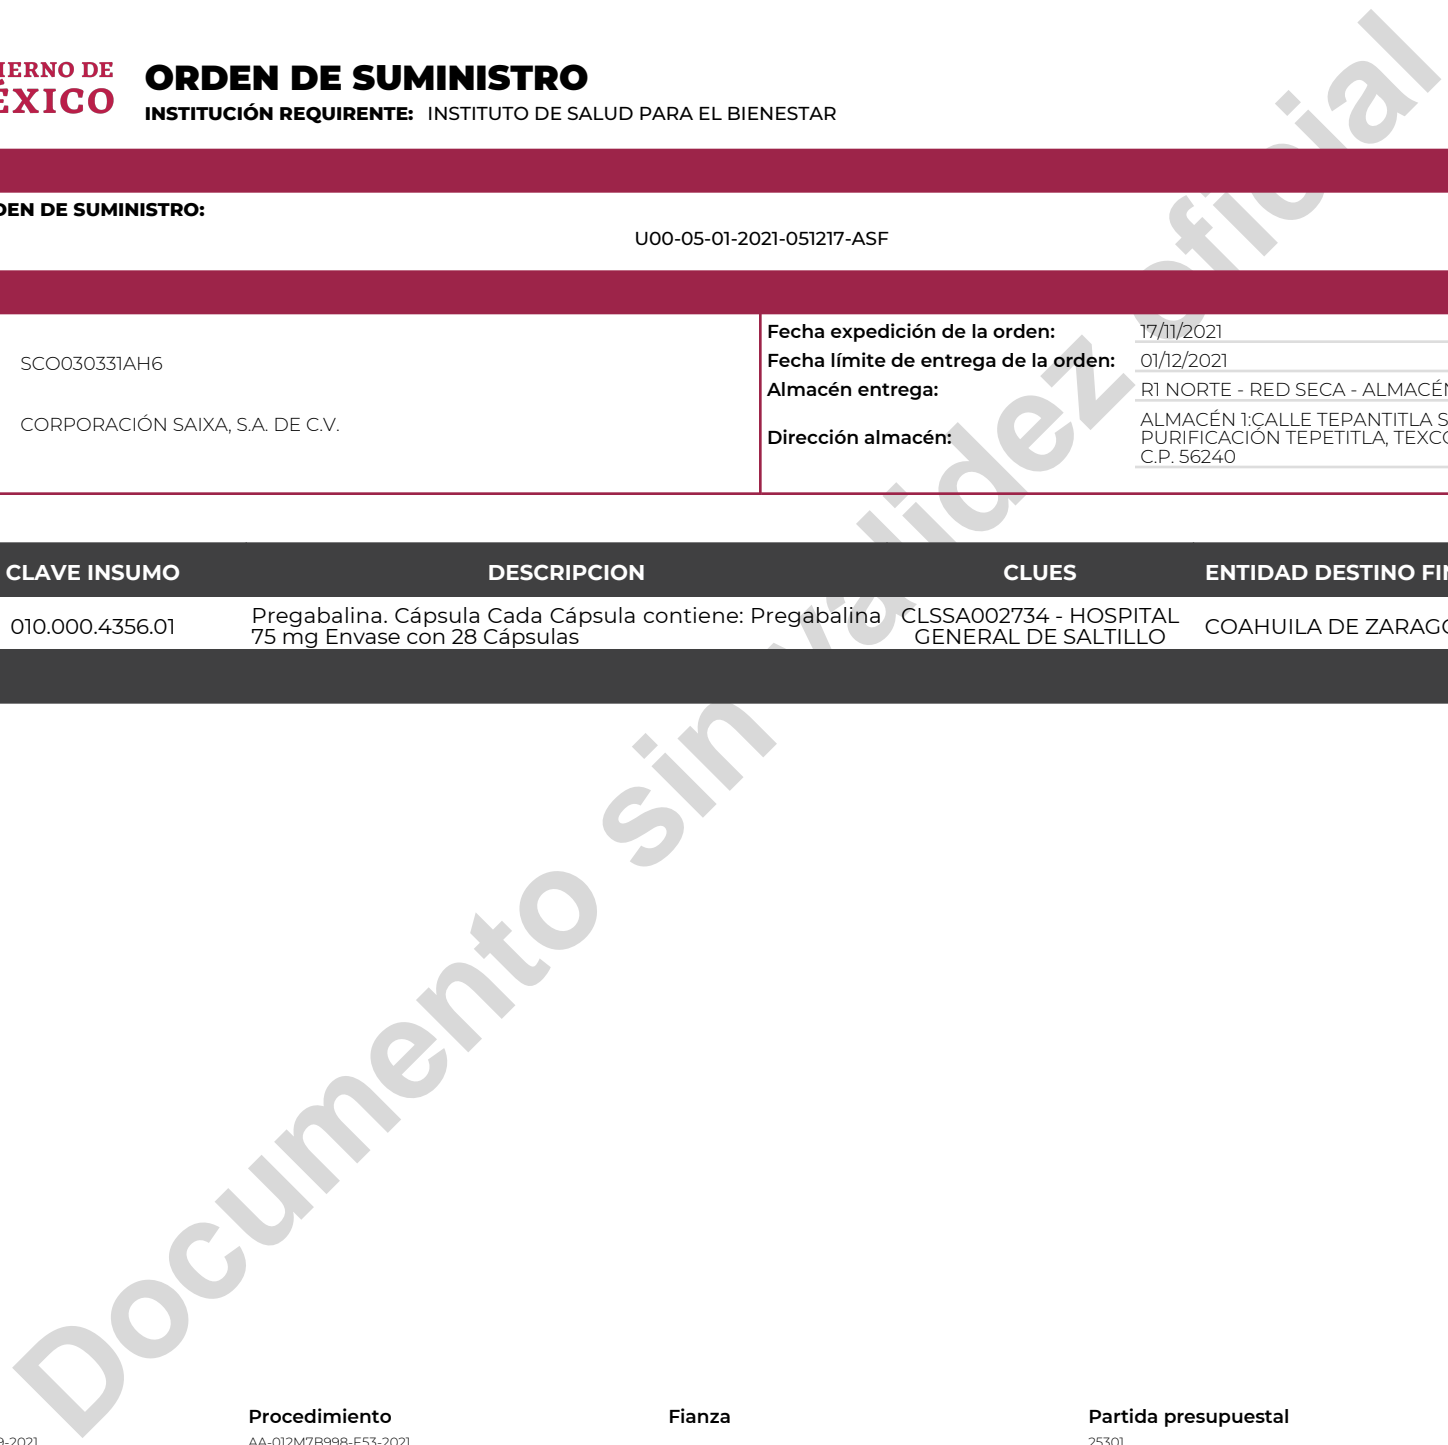 IERNO DE
ÉXICO
ORDEN DE SUMINISTRO
INSTITUCIÓN REQUIRENTE: INSTITUTO DE SALUD PARA EL BIENESTAR
DEN DE SUMINISTRO:
U00-05-01-2021-051217-ASF
SCO030331AH6
CORPORACIÓN SAIXA, S.A. DE C.V.
Fecha expedición de la orden: 17/11/2021
Fecha límite de entrega de la orden: 01/12/2021
Almacén entrega: R1 NORTE - RED SECA - ALMACÉN
Dirección almacén: ALMACÉN 1:CALLE TEPANTITLA S
PURIFICACIÓN TEPETITLA, TEXCO
C.P. 56240
CLAVE INSUMO DESCRIPCION CLUES ENTIDAD DESTINO FIN
010.000.4356.01 Pregabalina. Cápsula Cada Cápsula contiene: Pregabalina CLSSA002734 - HOSPITAL COAHUILA DE ZARAGO
75 mg Envase con 28 Cápsulas GENERAL DE SALTILLO
Documento sin validez oficial
Procedimiento Fianza Partida presupuestal
9-2021 AA-012M7B998-E53-2021 25301